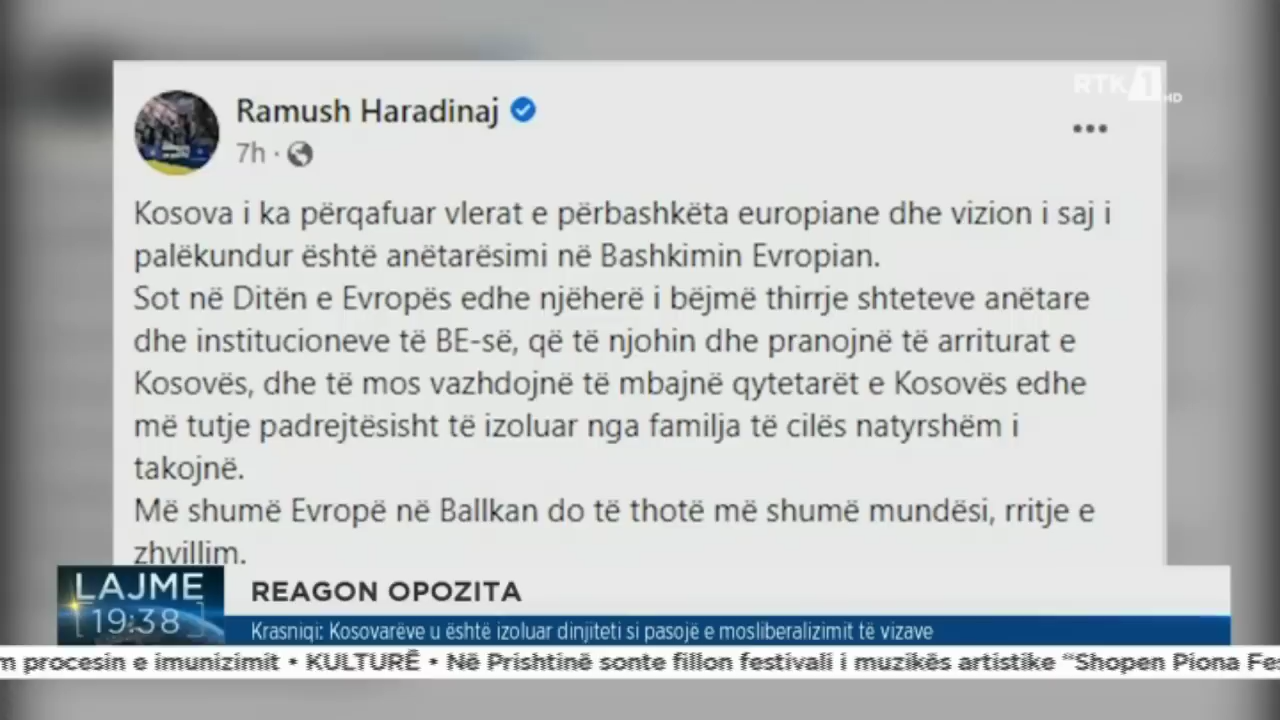 RTK 1 HD
Ramush Haradinaj
7h ·
Kosova i ka përqafuar vlerat e përbashkëta europiane dhe vizion i saj i
palëkundur është anëtarësimi në Bashkimin Evropian.
Sot në Ditën e Evropës edhe njëherë i bëjmë thirrje shteteve anëtare
dhe institucioneve të BE-së, që të njohin dhe pranojnë të arriturat e
Kosovës, dhe të mos vazhdojnë të mbajnë qytetarët e Kosovës edhe
më tutje padrejtësisht të izoluar nga familja të cilës natyrshëm i
takojnë.
Më shumë Evropë në Ballkan do të thotë më shumë mundësi, rritje e
zhvillim.
LAJME
19:38
REAGON OPOZITA
Krasniqi: Kosovarëve u është izoluar dinjiteti si pasojë e mosliberalizimit të vizave
m procesin e imunizimit • KULTURË • Në Prishtinë sonte fillon festivali i muzikës artistike “Shopen Piona Fes